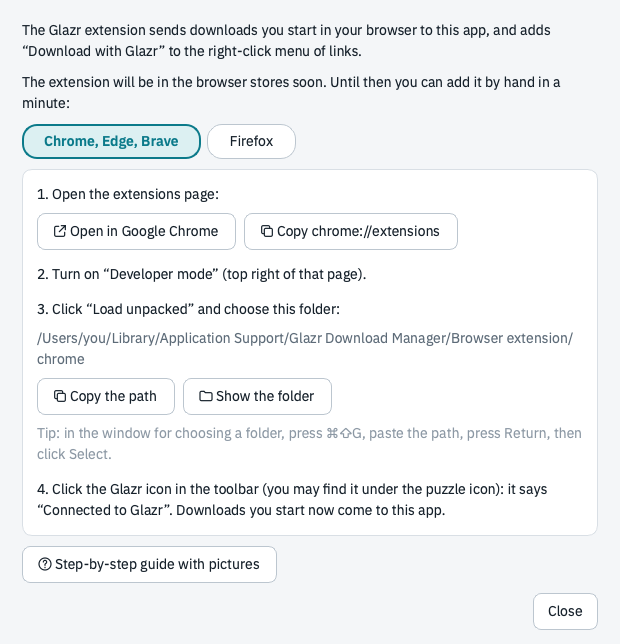 The Glazr extension sends downloads you start in your browser to this app, and adds
“Download with Glazr” to the right-click menu of links.
The extension will be in the browser stores soon. Until then you can add it by hand in a
minute:
Chrome, Edge, Brave
Firefox
1. Open the extensions page:
Open in Google Chrome
Copy chrome://extensions
2. Turn on “Developer mode” (top right of that page).
3. Click “Load unpacked” and choose this folder:
/Users/you/Library/Application Support/Glazr Download Manager/Browser extension/
chrome
Copy the path
Show the folder
Tip: in the window for choosing a folder, press ⌘⇧G, paste the path, press Return, then
click Select.
4. Click the Glazr icon in the toolbar (you may find it under the puzzle icon): it says
“Connected to Glazr”. Downloads you start now come to this app.
Step-by-step guide with pictures
Close